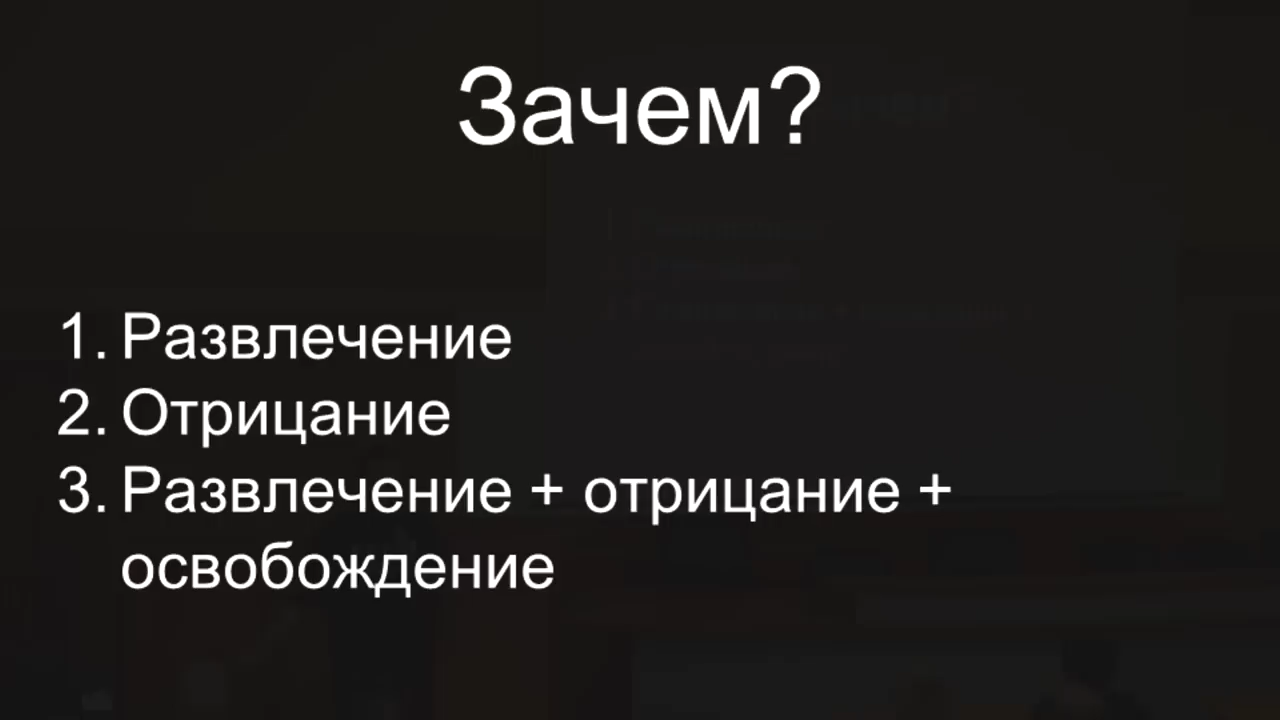 Зачем?
1. Развлечение
2. Отрицание
3. Развлечение + отрицание +
освобождение